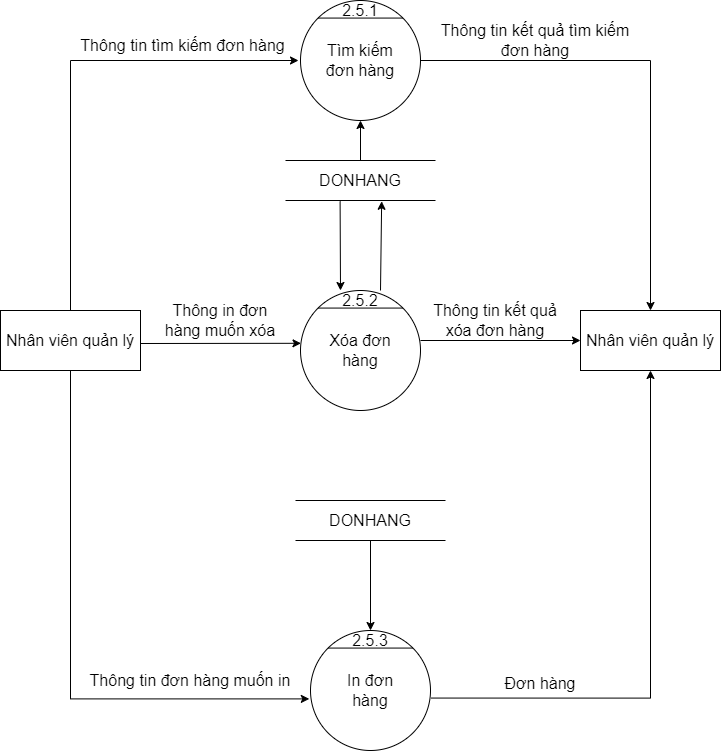 2.5.1
Thông tin tìm kiếm đơn hàng
Tìm kiếm
đơn hàng
Thông tin kết quả tìm kiếm
đơn hàng
DONHANG
2.5.2
Nhân viên quản lý
Thông in đơn
hàng muốn xóa
Xóa đơn
hàng
Thông tin kết quả
xóa đơn hàng
Nhân viên quản lý
DONHANG
2.5.3
Thông tin đơn hàng muốn in
In đơn
hàng
Đơn hàng